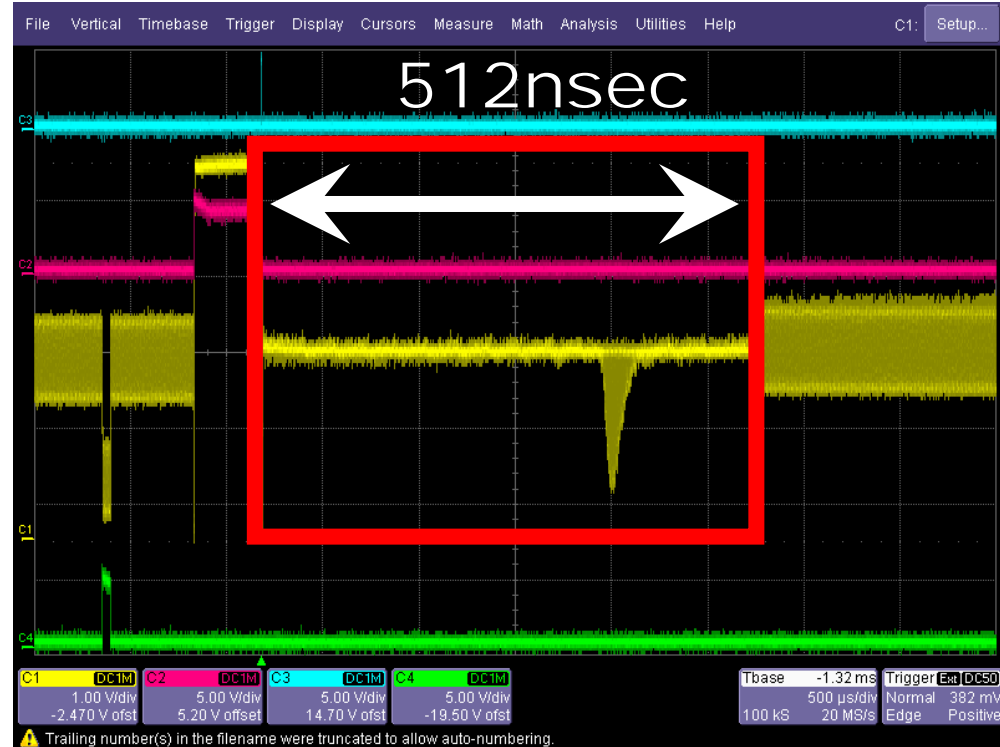 File Vertical Timebase Trigger Display Cursors Measure Math Analysis Utilities Help C1: Setup...
512nsec
C3
C2
C1
C4
C1 DC1M C2 DC1M C3 DC1M C4 DC1M Tbase -1.32 ms Trigger Ext DC50
1.00 V/div 5.00 V/div 5.00 V/div 5.00 V/div 500 µs/div Normal 382 mV
-2.470 V ofst 5.20 V offset 14.70 V ofst -19.50 V ofst 100 kS 20 MS/s Edge Positive
Trailing number(s) in the filename were truncated to allow auto-numbering.